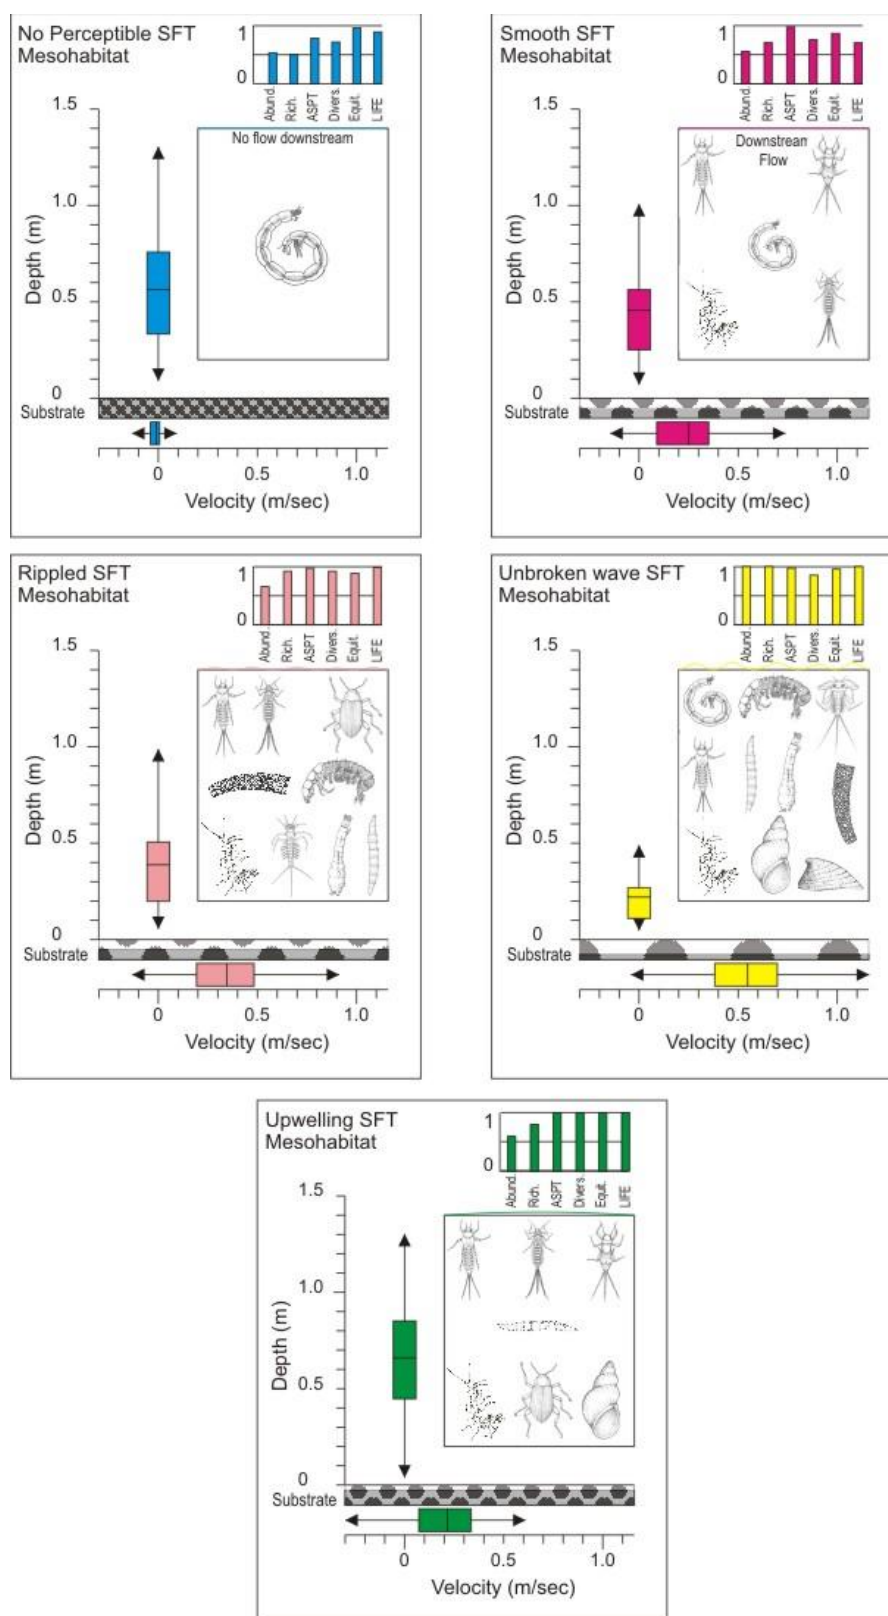 No Perceptible SFT
Mesohabitat
1
0
Abund.
Rich.
ASPT
Divers.
Equit.
LIFE
1.5
1.0
0.5
0
Depth (m)
No flow downstream
Substrate
0
0.5
1.0
Velocity (m/sec)
Smooth SFT
Mesohabitat
1
0
Abund.
Rich.
ASPT
Divers.
Equit.
LIFE
1.5
1.0
0.5
0
Depth (m)
Downstream
Flow
Substrate
0
0.5
1.0
Velocity (m/sec)
Rippled SFT
Mesohabitat
1
0
Abund.
Rich.
ASPT
Divers.
Equit.
LIFE
1.5
1.0
0.5
0
Depth (m)
Substrate
0
0.5
1.0
Velocity (m/sec)
Unbroken wave SFT
Mesohabitat
1
0
Abund.
Rich.
ASPT
Divers.
Equit.
LIFE
1.5
1.0
0.5
0
Depth (m)
Substrate
0
0.5
1.0
Velocity (m/sec)
Upwelling SFT
Mesohabitat
1
0
Abund.
Rich.
ASPT
Divers.
Equit.
LIFE
1.5
1.0
0.5
0
Depth (m)
Substrate
0
0.5
1.0
Velocity (m/sec)